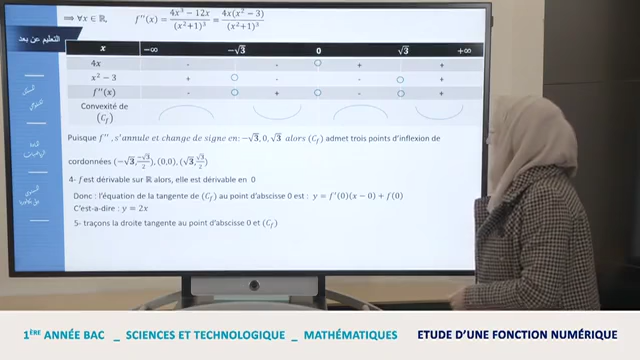 ⟹ ∀x ∈ ℝ, f''(x) = (4x³ − 12x)/(x²+1)³ = 4x(x² − 3)/(x²+1)³
التعليم عن بعد
x −∞ −√3 0 √3 +∞
4x - - 0 + +
x² − 3 + 0 - - 0 +
f''(x) - 0 + 0 - 0 +
Convexité de
(C_f)
Puisque f'', s'annule et change de signe en: −√3, 0, √3 alors (C_f) admet trois points d'inflexion de
cordonnées (−√3, −√3/2), (0,0), (√3, √3/2)
4- f est dérivable sur ℝ alors, elle est dérivable en 0
Donc : l'équation de la tangente de (C_f) au point d'abscisse 0 est : y = f'(0)(x − 0) + f(0)
C'est-a-dire : y = 2x
5- traçons la droite tangente au point d'abscisse 0 et (C_f)
1ÈRE ANNÉE BAC _ SCIENCES ET TECHNOLOGIQUE _ MATHÉMATIQUES ETUDE D'UNE FONCTION NUMÉRIQUE